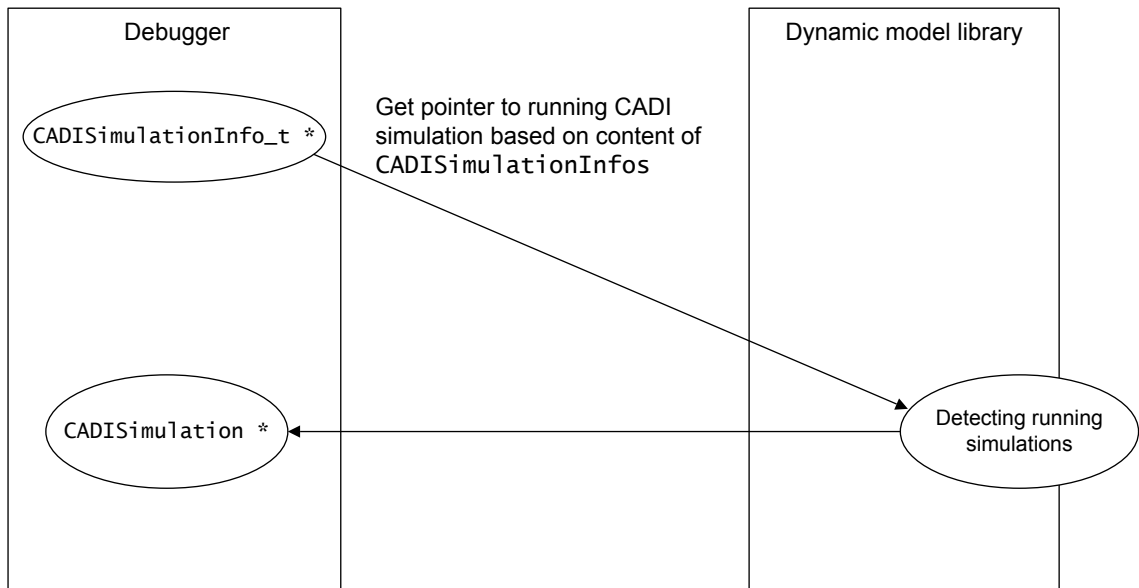 Debugger
Dynamic model library
CADISimulationInfo_t *
Get pointer to running CADI
simulation based on content of
CADISimulationInfos
CADISimulation *
Detecting running
simulations